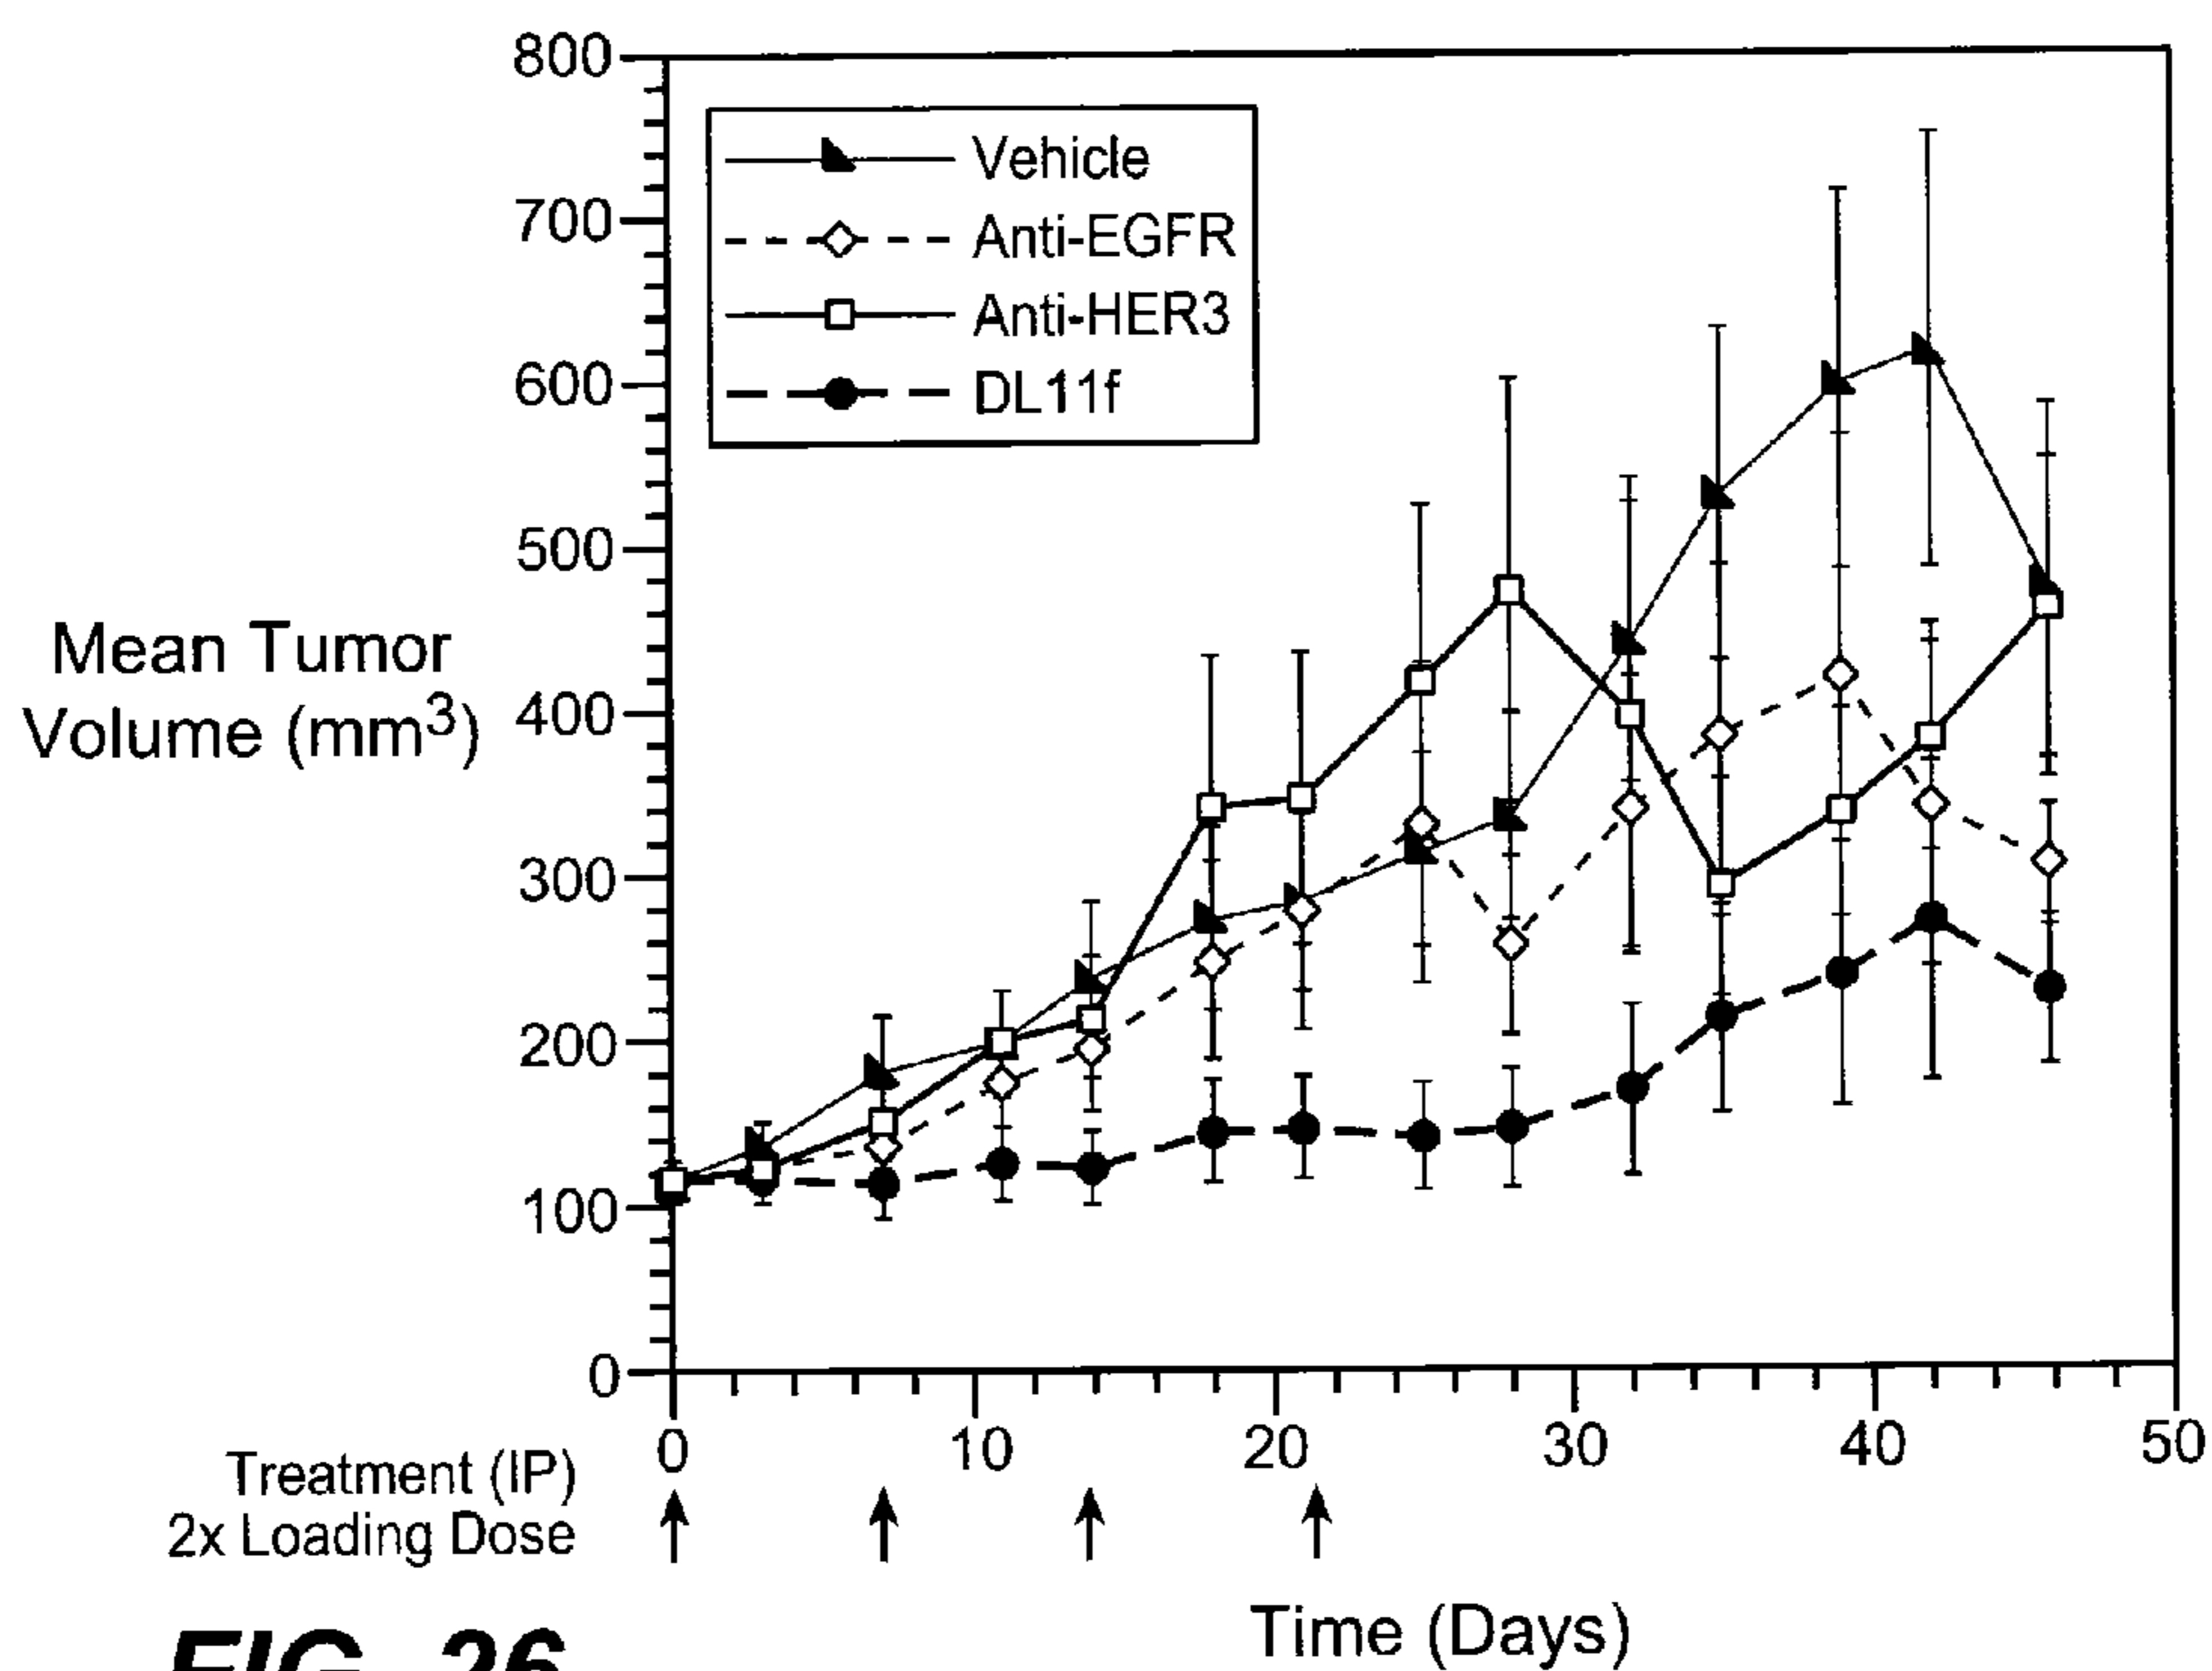 800
700
600
500
400
300
200
100
0
Vehicle
Anti-EGFR
Anti-HER3
DL11f
Mean Tumor
Volume (mm³)
0 10 20 30 40 50
Treatment (IP)
2x Loading Dose
Time (Days)
FIG. 26